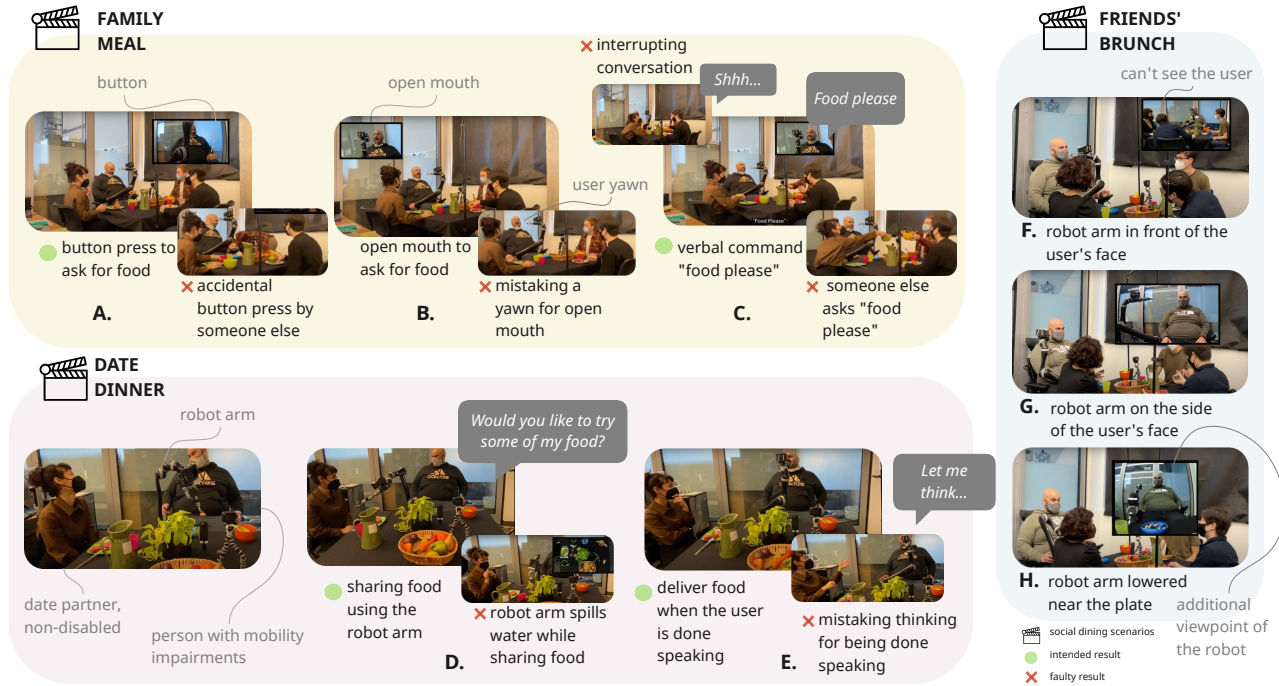 FAMILY
MEAL
button
open mouth
interrupting
conversation
Shhh...
Food please
user yawn
"Food Please"
button press to
ask for food
accidental
button press by
someone else
A.
open mouth to
ask for food
mistaking a
yawn for open
mouth
B.
verbal command
"food please"
someone else
asks "food
please"
C.
DATE
DINNER
robot arm
date partner,
non-disabled
person with mobility
impairments
Would you like to try
some of my food?
sharing food
using the
robot arm
robot arm spills
water while
sharing food
D.
Let me
think...
deliver food
when the user
is done
speaking
mistaking thinking
for being done
speaking
E.
FRIENDS'
BRUNCH
can't see the user
F. robot arm in front of the
user's face
G. robot arm on the side
of the user's face
H. robot arm lowered
near the plate
additional
viewpoint of
the robot
social dining scenarios
intended result
faulty result